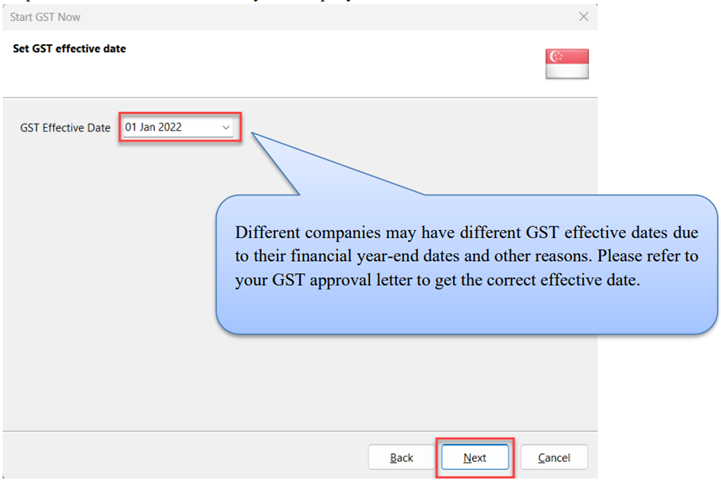 Start GST Now
Set GST effective date
GST Effective Date 01 Jan 2022
Different companies may have different GST effective dates due
to their financial year-end dates and other reasons. Please refer to
your GST approval letter to get the correct effective date.
Back Next Cancel